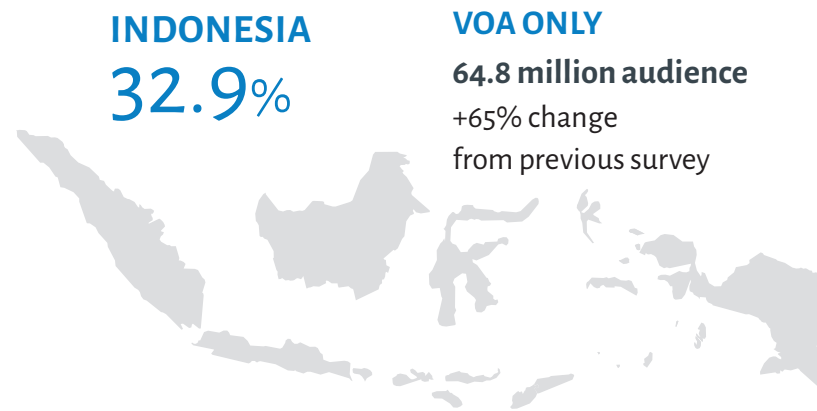 INDONESIA
32.9%
VOA ONLY
64.8 million audience
+65% change
from previous survey